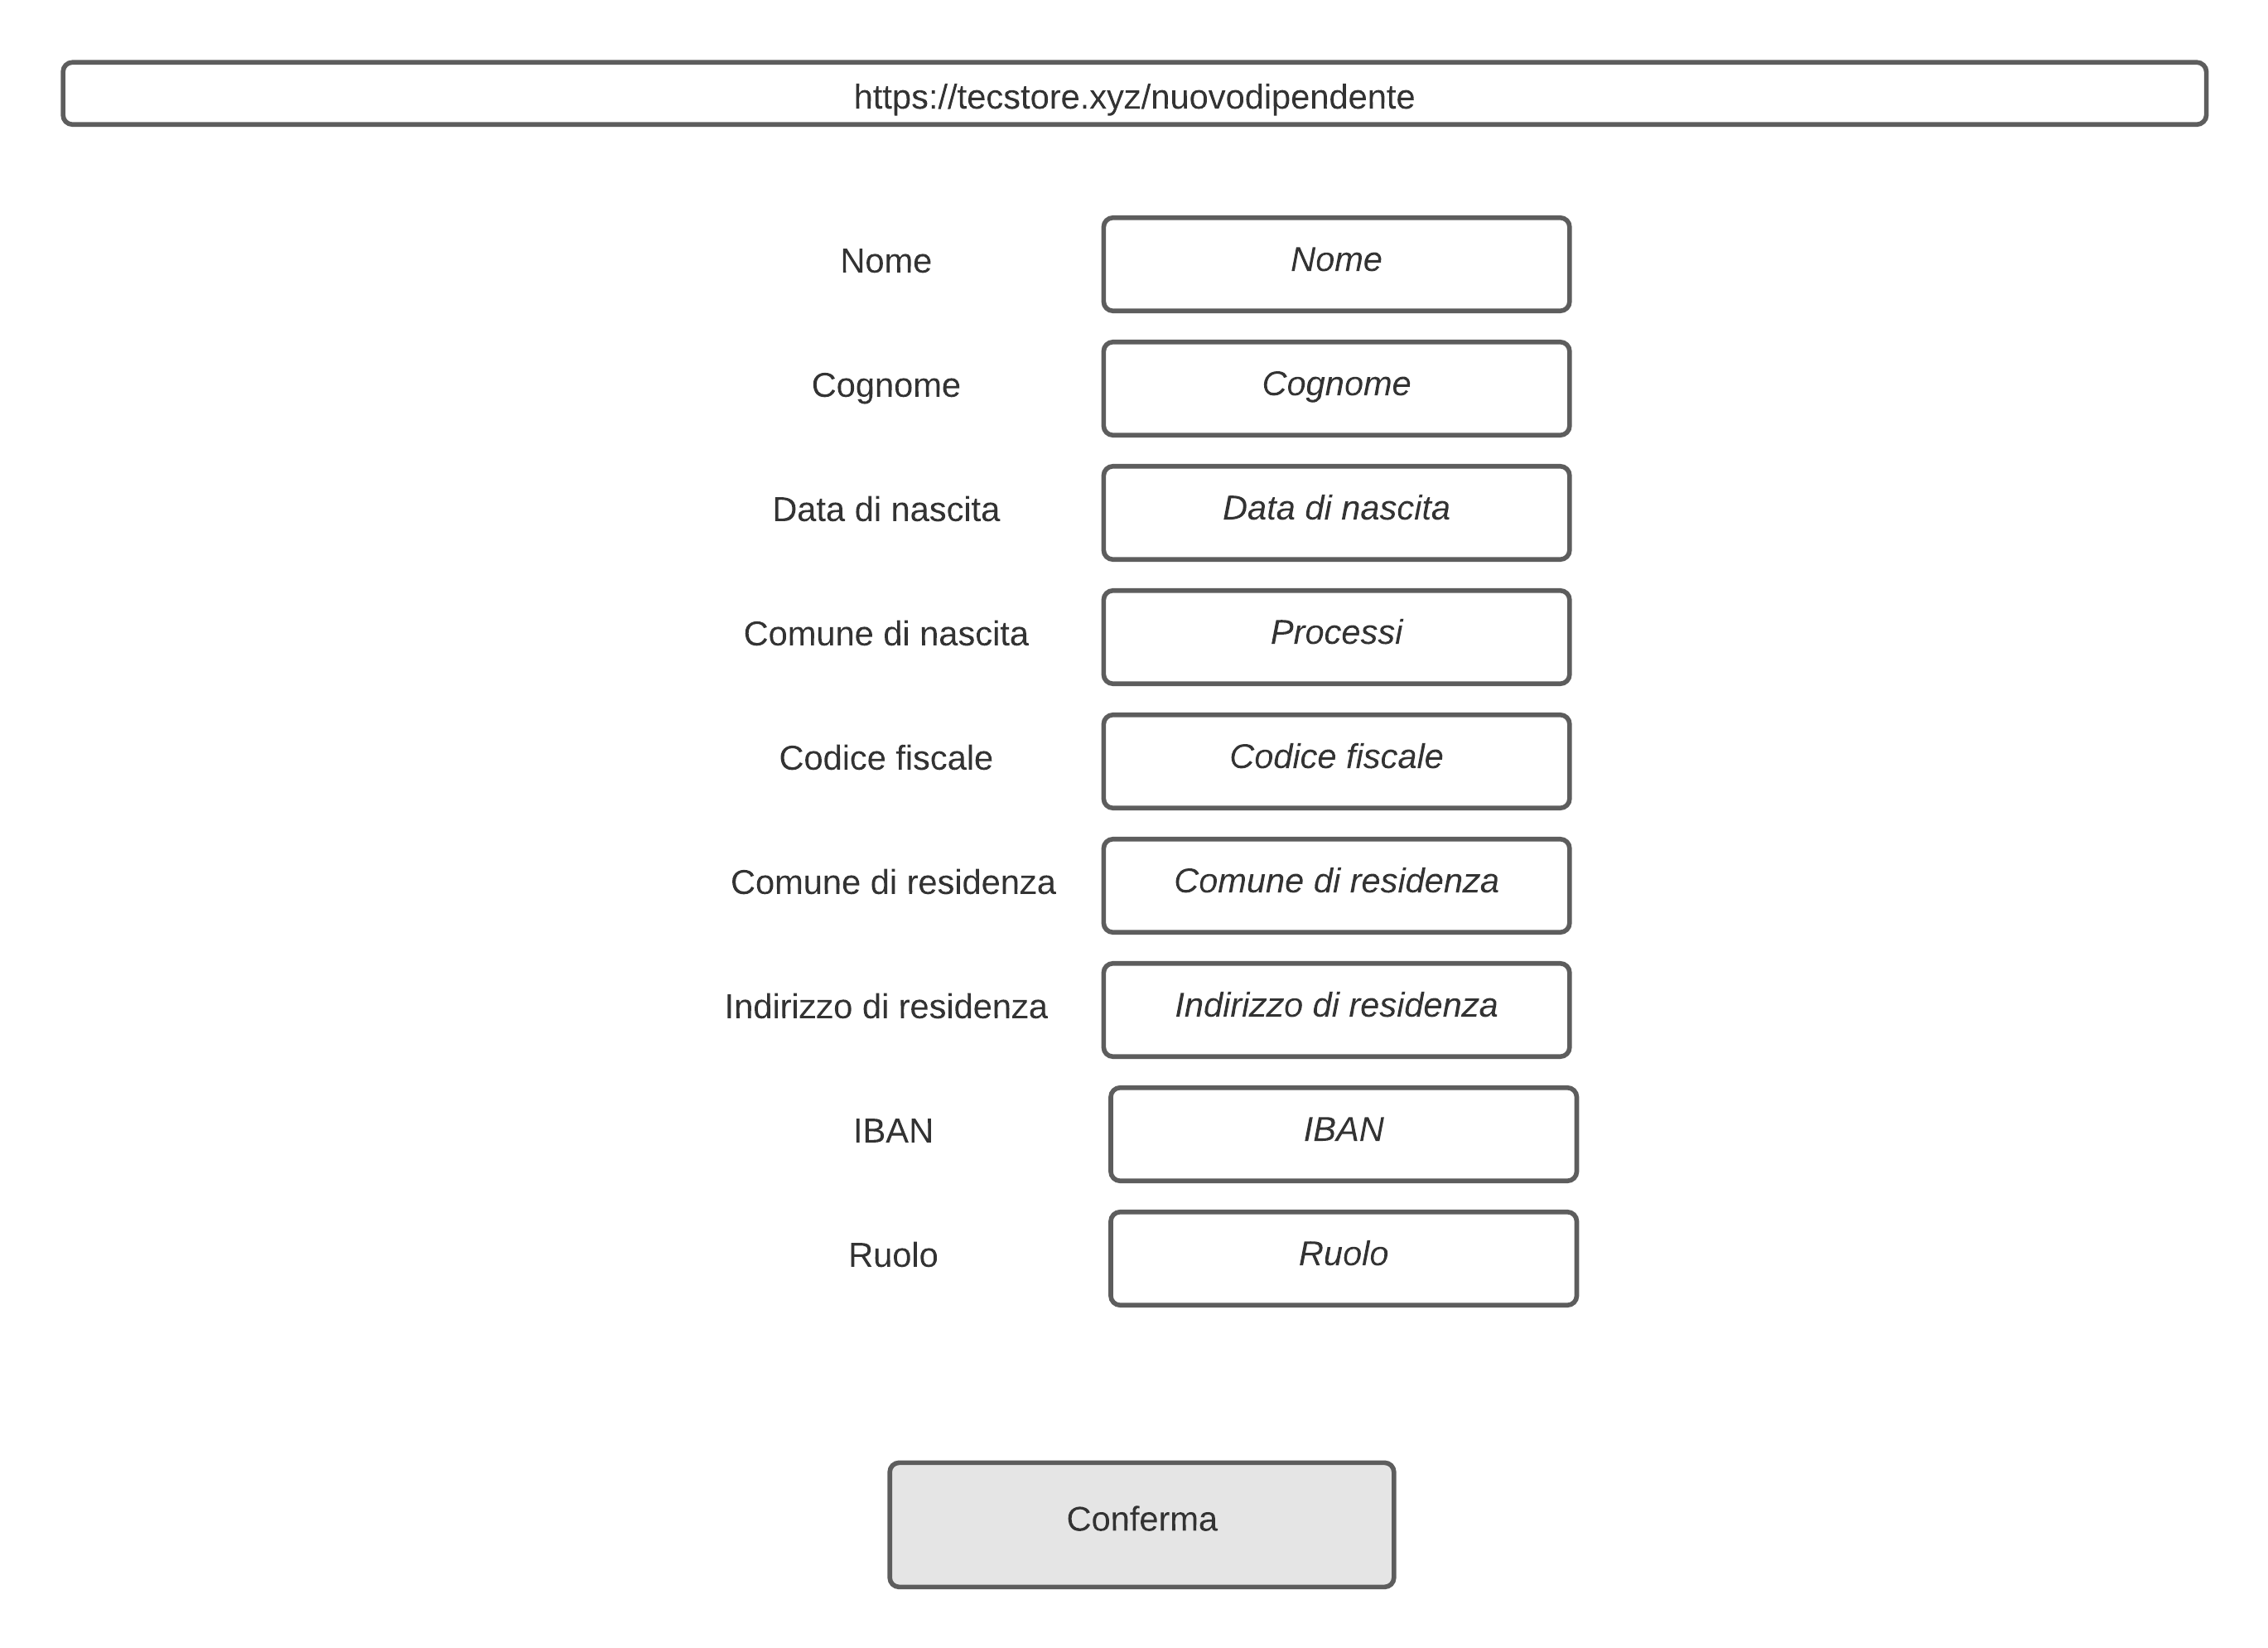 https://tecstore.xyz/nuovodipendente
Nome Nome
Cognome Cognome
Data di nascita Data di nascita
Comune di nascita Processi
Codice fiscale Codice fiscale
Comune di residenza Comune di residenza
Indirizzo di residenza Indirizzo di residenza
IBAN IBAN
Ruolo Ruolo
Conferma